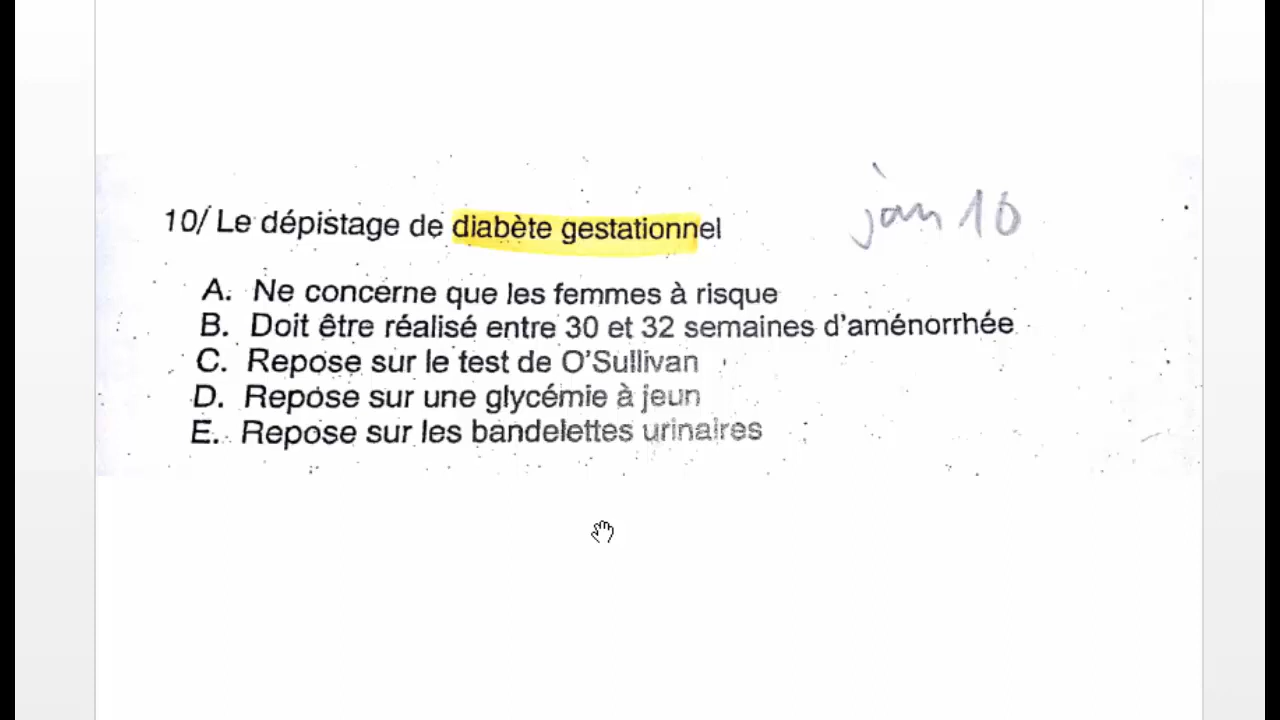 10/ Le dépistage de diabète gestationnel
jan 10
A. Ne concerne que les femmes à risque
B. Doit être réalisé entre 30 et 32 semaines d'aménorrhée
C. Repose sur le test de O'Sullivan
D. Repose sur une glycémie à jeun
E. Repose sur les bandelettes urinaires